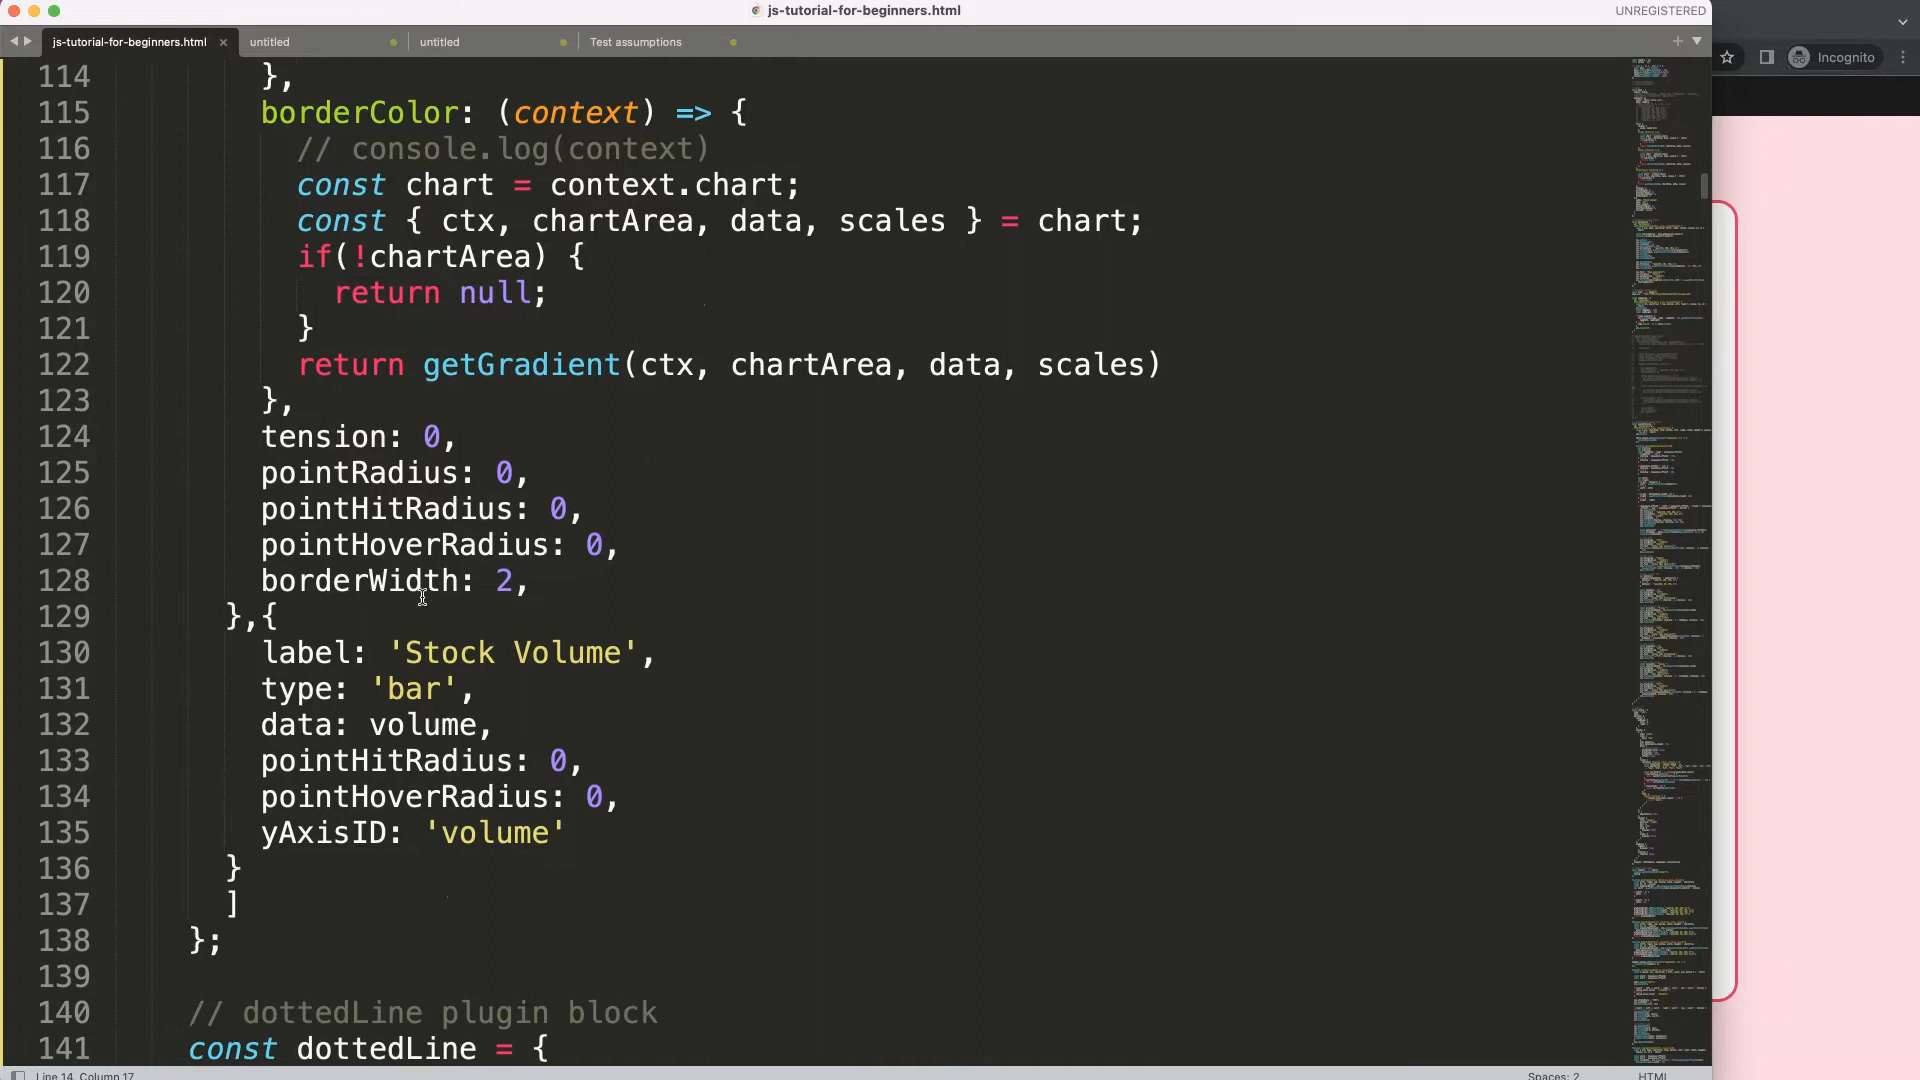 js-tutorial-for-beginners.html
UNREGISTERED
js-tutorial-for-beginners.html
untitled
untitled
Test assumptions
Incognito
114 },
115 borderColor: (context) => {
116 // console.log(context)
117 const chart = context.chart;
118 const { ctx, chartArea, data, scales } = chart;
119 if(!chartArea) {
120 return null;
121 }
122 return getGradient(ctx, chartArea, data, scales)
123 },
124 tension: 0,
125 pointRadius: 0,
126 pointHitRadius: 0,
127 pointHoverRadius: 0,
128 borderWidth: 2,
129 },{
130 label: 'Stock Volume',
131 type: 'bar',
132 data: volume,
133 pointHitRadius: 0,
134 pointHoverRadius: 0,
135 yAxisID: 'volume'
136 }
137 ]
138 };
139
140 // dottedLine plugin block
141 const dottedLine = {
Line 14, Column 17
Spaces: 2
HTML